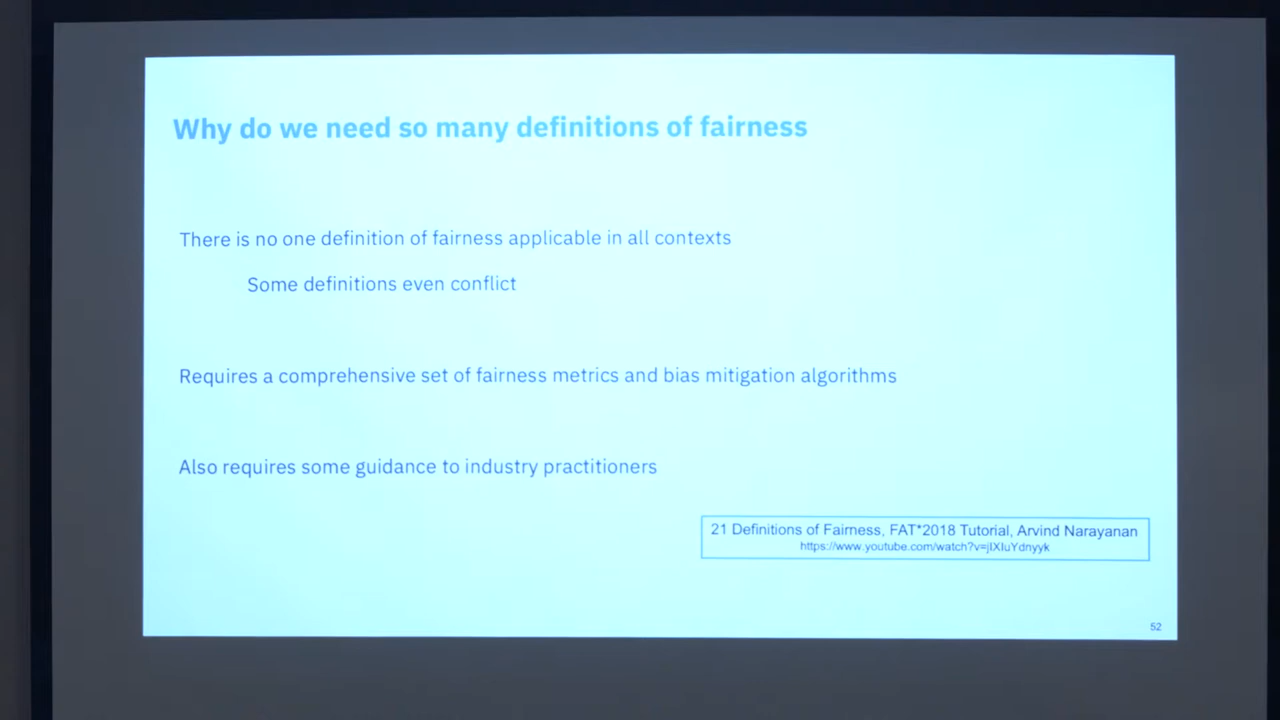 Why do we need so many definitions of fairness
There is no one definition of fairness applicable in all contexts
Some definitions even conflict
Requires a comprehensive set of fairness metrics and bias mitigation algorithms
Also requires some guidance to industry practitioners
21 Definitions of Fairness, FAT*2018 Tutorial, Arvind Narayanan
https://www.youtube.com/watch?v=jIXIuYdnyyk
52